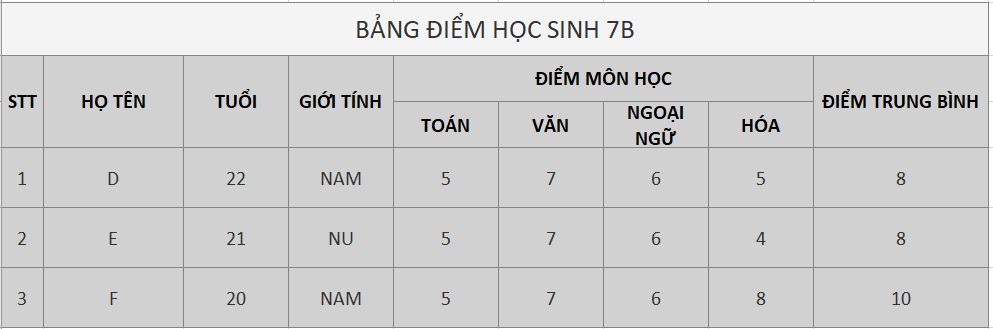 BẢNG ĐIỂM HỌC SINH 7B
STT HỌ TÊN TUỔI GIỚI TÍNH ĐIỂM MÔN HỌC ĐIỂM TRUNG BÌNH
TOÁN VĂN NGOẠI NGỮ HÓA
1 D 22 NAM 5 7 6 5 8
2 E 21 NU 5 7 6 4 8
3 F 20 NAM 5 7 6 8 10